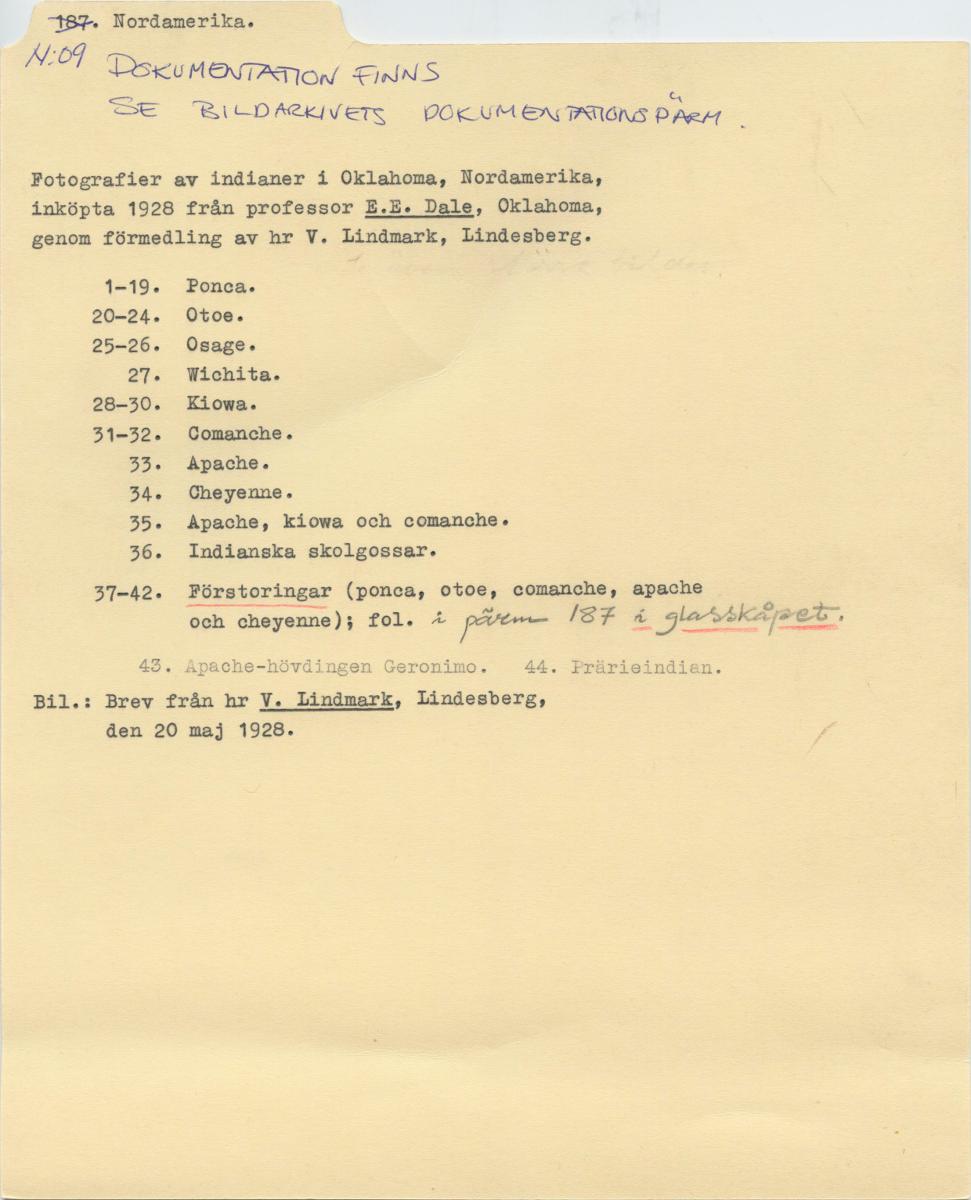 187. Nordamerika.
N:09
DOKUMENTATION FINNS
SE BILDARKIVETS DOKUMENTATIONSPÄRM.
Fotografier av indianer i Oklahoma, Nordamerika,
inköpta 1928 från professor E.E. Dale, Oklahoma,
genom förmedling av hr V. Lindmark, Lindesberg.
1-19. Ponca.
20-24. Otoe.
25-26. Osage.
27. Wichita.
28-30. Kiowa.
31-32. Comanche.
33. Apache.
34. Cheyenne.
35. Apache, kiowa och comanche.
36. Indianska skolgossar.
37-42. Förstoringar (ponca, otoe, comanche, apache
och cheyenne); fol. i pärm 187 i glasskåpet.
43. Apache-hövdingen Geronimo. 44. Prärieindian.
Bil.: Brev från hr V. Lindmark, Lindesberg,
den 20 maj 1928.